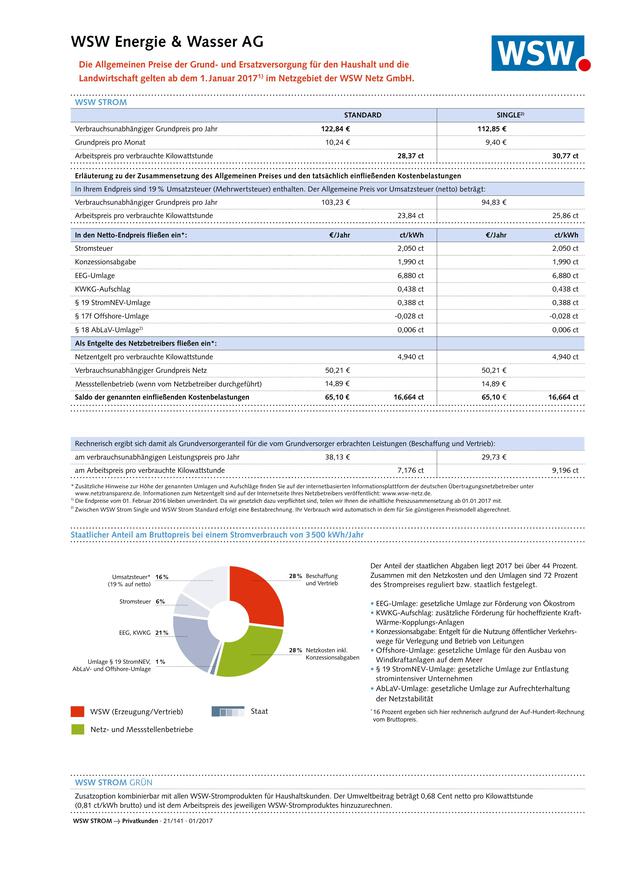 WSW Energie & Wasser AG
Die Allgemeinen Preise der Grund- und Ersatzversorgung für den Haushalt und die
Landwirtschaft gelten ab dem 1. Januar 2017¹⁾ im Netzgebiet der WSW Netz GmbH.
WSW.
WSW STROM
STANDARD SINGLE²⁾
Verbrauchsunabhängiger Grundpreis pro Jahr 122,84 € 112,85 €
Grundpreis pro Monat 10,24 € 9,40 €
Arbeitspreis pro verbrauchte Kilowattstunde 28,37 ct 30,77 ct
Erläuterung zu der Zusammensetzung des Allgemeinen Preises und den tatsächlich einfließenden Kostenbelastungen
In Ihrem Endpreis sind 19 % Umsatzsteuer (Mehrwertsteuer) enthalten. Der Allgemeine Preis vor Umsatzsteuer (netto) beträgt:
Verbrauchsunabhängiger Grundpreis pro Jahr 103,23 € 94,83 €
Arbeitspreis pro verbrauchte Kilowattstunde 23,84 ct 25,86 ct
In den Netto-Endpreis fließen ein*: €/Jahr ct/kWh €/Jahr ct/kWh
Stromsteuer 2,050 ct 2,050 ct
Konzessionsabgabe 1,990 ct 1,990 ct
EEG-Umlage 6,880 ct 6,880 ct
KWKG-Aufschlag 0,438 ct 0,438 ct
§ 19 StromNEV-Umlage 0,388 ct 0,388 ct
§ 17f Offshore-Umlage -0,028 ct -0,028 ct
§ 18 AbLaV-Umlage²⁾ 0,006 ct 0,006 ct
Als Entgelte des Netzbetreibers fließen ein*:
Netzentgelt pro verbrauchte Kilowattstunde 4,940 ct 4,940 ct
Verbrauchsunabhängiger Grundpreis Netz 50,21 € 50,21 €
Messstellenbetrieb (wenn vom Netzbetreiber durchgeführt) 14,89 € 14,89 €
Saldo der genannten einfließenden Kostenbelastungen 65,10 € 16,664 ct 65,10 € 16,664 ct
Rechnerisch ergibt sich damit als Grundversorgeranteil für die vom Grundversorger erbrachten Leistungen (Beschaffung und Vertrieb):
am verbrauchunabhängigen Leistungspreis pro Jahr 38,13 € 29,73 €
am Arbeitspreis pro verbrauchte Kilowattstunde 7,176 ct 9,196 ct
* Zusätzliche Hinweise zur Höhe der genannten Umlagen und Aufschläge finden Sie auf der internetbasierten Informationsplattform der deutschen Übertragungsnetzbetreiber unter
www.netztransparenz.de. Informationen zum Netzentgelt sind auf der Internetseite Ihres Netzbetreibers veröffentlicht: www.wsw-netz.de.
¹⁾ Die Endpreise vom 01. Februar 2016 bleiben unverändert. Da wir gesetzlich dazu verpflichtet sind, teilen wir Ihnen die inhaltliche Preiszusammensetzung ab 01.01.2017 mit.
²⁾ Zwischen WSW Strom Single und WSW Strom Standard erfolgt eine Bestabrechnung. Ihr Verbrauch wird automatisch in dem für Sie günstigeren Preismodell abgerechnet.
Staatlicher Anteil am Bruttopreis bei einem Stromverbrauch von 3 500 kWh/Jahr
Umsatzsteuer* 16 %
(19 % auf netto)
Stromsteuer 6 %
EEG, KWKG 21 %
Umlage § 19 StromNEV, 1 %
AbLaV- und Offshore-Umlage
28 % Beschaffung
und Vertrieb
28 % Netzkosten inkl.
Konzessionsabgaben
WSW (Erzeugung/Vertrieb)
Staat
Netz- und Messstellenbetriebe
Der Anteil der staatlichen Abgaben liegt 2017 bei über 44 Prozent.
Zusammen mit den Netzkosten und den Umlagen sind 72 Prozent
des Strompreises reguliert bzw. staatlich festgelegt.
• EEG-Umlage: gesetzliche Umlage zur Förderung von Ökostrom
• KWKG-Aufschlag: zusätzliche Förderung für hocheffiziente Kraft-
Wärme-Kopplungs-Anlagen
• Konzessionsabgabe: Entgelt für die Nutzung öffentlicher Verkehrs-
wege für Verlegung und Betrieb von Leitungen
• Offshore-Umlage: gesetzliche Umlage für den Ausbau von
Windkraftanlagen auf dem Meer
• § 19 StromNEV-Umlage: gesetzliche Umlage zur Entlastung
stromintensiver Unternehmen
• AbLaV-Umlage: gesetzliche Umlage zur Aufrechterhaltung
der Netzstabilität
* 16 Prozent ergeben sich hier rechnerisch aufgrund der Auf-Hundert-Rechnung
vom Bruttopreis.
WSW STROM GRÜN
Zusatzoption kombinierbar mit allen WSW-Stromprodukten für Haushaltskunden. Der Umweltbeitrag beträgt 0,68 Cent netto pro Kilowattstunde
(0,81 ct/kWh brutto) und ist dem Arbeitspreis des jeweiligen WSW-Stromproduktes hinzuzurechnen.
WSW STROM → Privatkunden · 21/141 · 01/2017